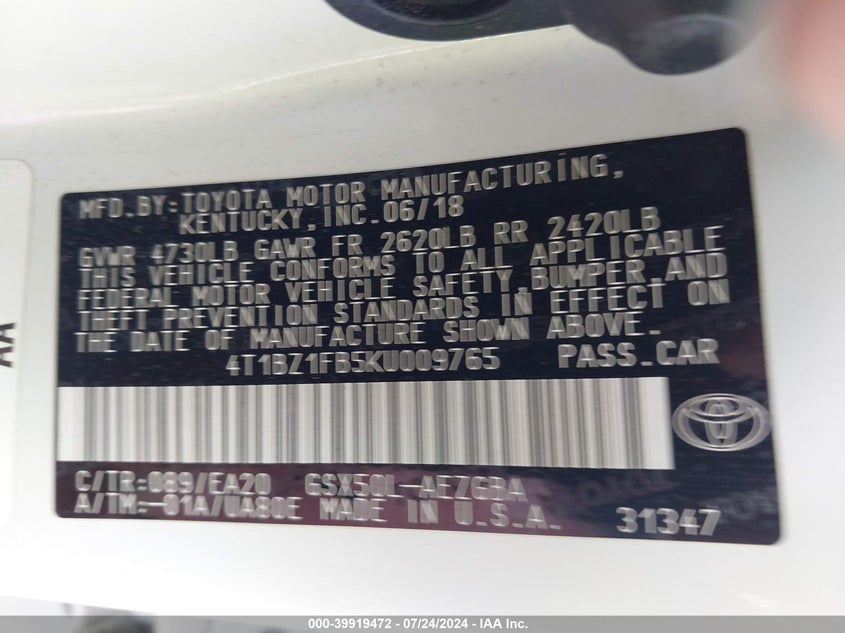 AA
MFD.BY:TOYOTA MOTOR MANUFACTURING,
KENTUCKY,INC.06/18
GVWR 4730LB GAWR FR 2620LB RR 2420LB
THIS VEHICLE CONFORMS TO ALL APPLICABLE
FEDERAL MOTOR VEHICLE SAFETY,BUMPER,AND
THEFT PREVENTION STANDARDS IN EFFECT ON
THE DATE OF MANUFACTURE SHOWN ABOVE.
4T1BZ1FB5KU009765 PASS.CAR
C/TR:089/EA20 GSX50L-AEZGBA
A/TM:-01A/UA80E MADE IN U.S.A. 31347
000-39919472 - 07/24/2024 - IAA Inc.